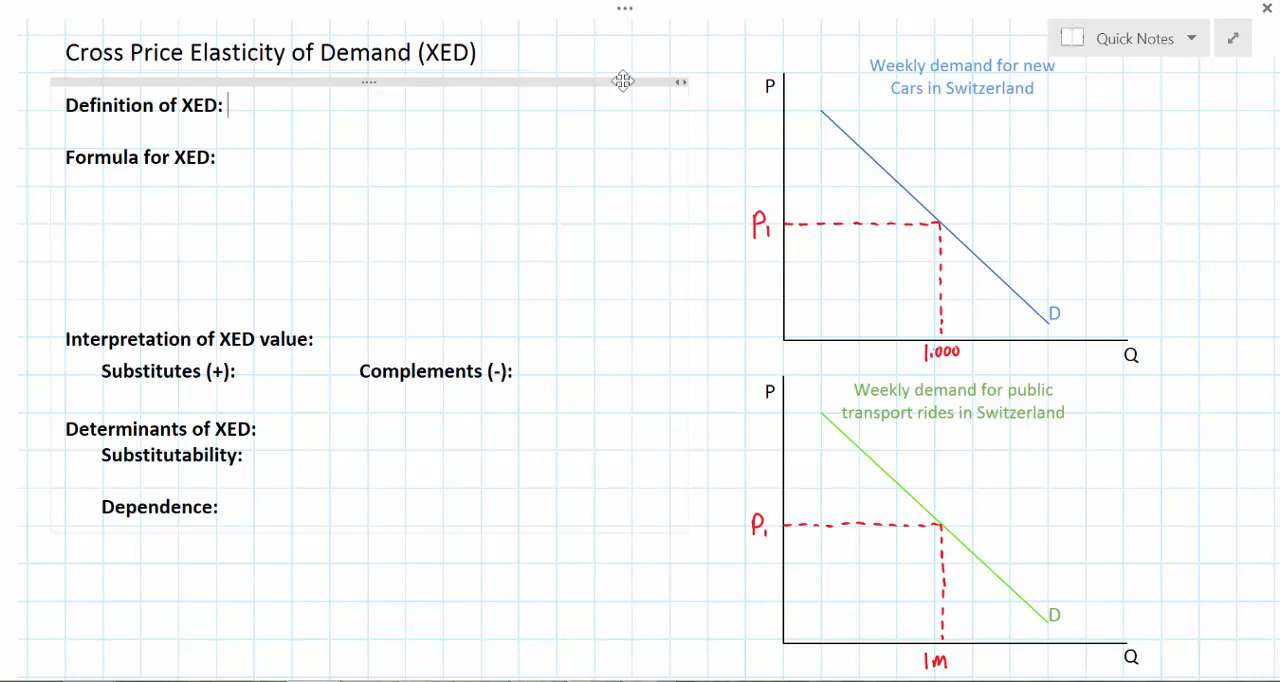 Quick Notes
Cross Price Elasticity of Demand (XED)
Definition of XED:
Formula for XED:
Interpretation of XED value:
Substitutes (+):
Complements (-):
Determinants of XED:
Substitutability:
Dependence:
Weekly demand for new
Cars in Switzerland
P
P1
D
1.000
Q
Weekly demand for public
transport rides in Switzerland
P
P1
D
1M
Q